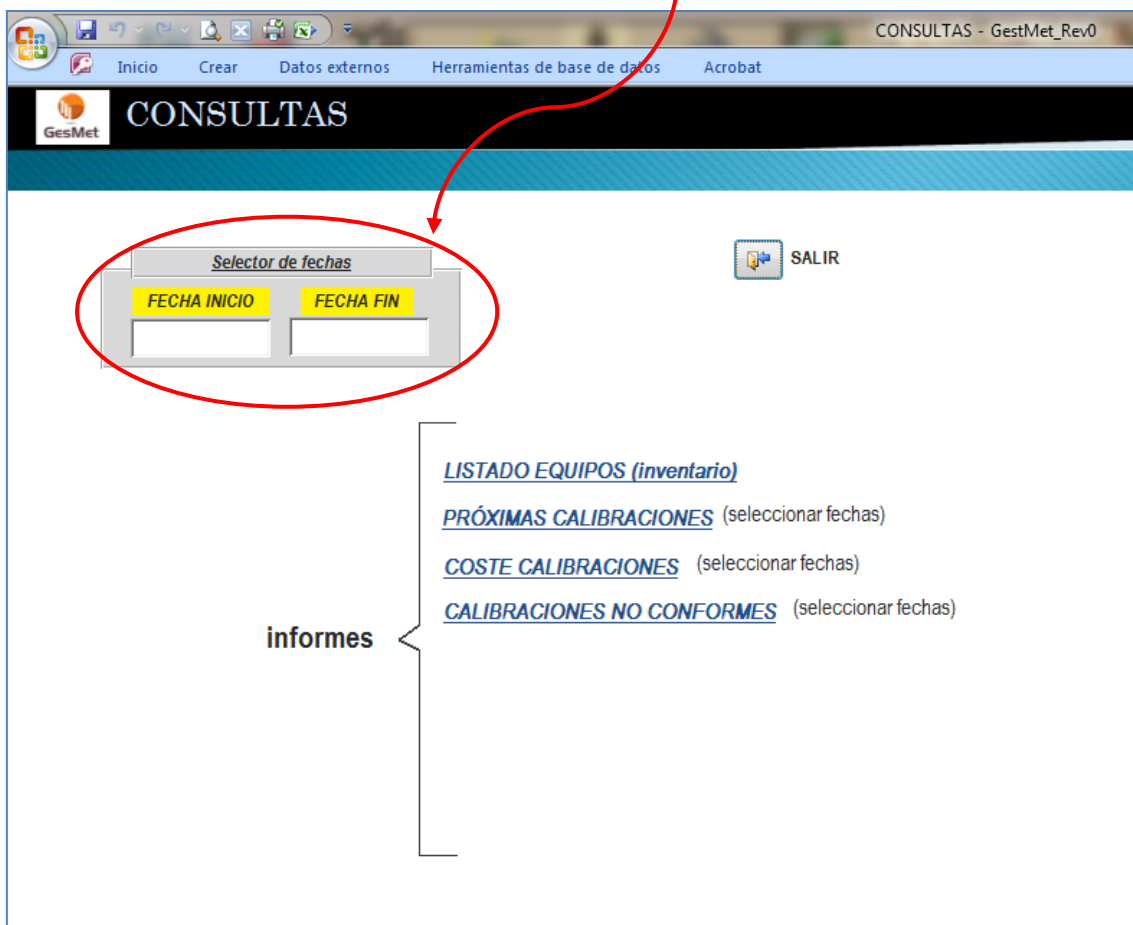 CONSULTAS - GestMet_Rev0
Inicio Crear Datos externos Herramientas de base de datos Acrobat
GesMet CONSULTAS
Selector de fechas
SALIR
FECHA INICIO FECHA FIN
LISTADO EQUIPOS (inventario)
PRÓXIMAS CALIBRACIONES (seleccionar fechas)
COSTE CALIBRACIONES (seleccionar fechas)
CALIBRACIONES NO CONFORMES (seleccionar fechas)
informes